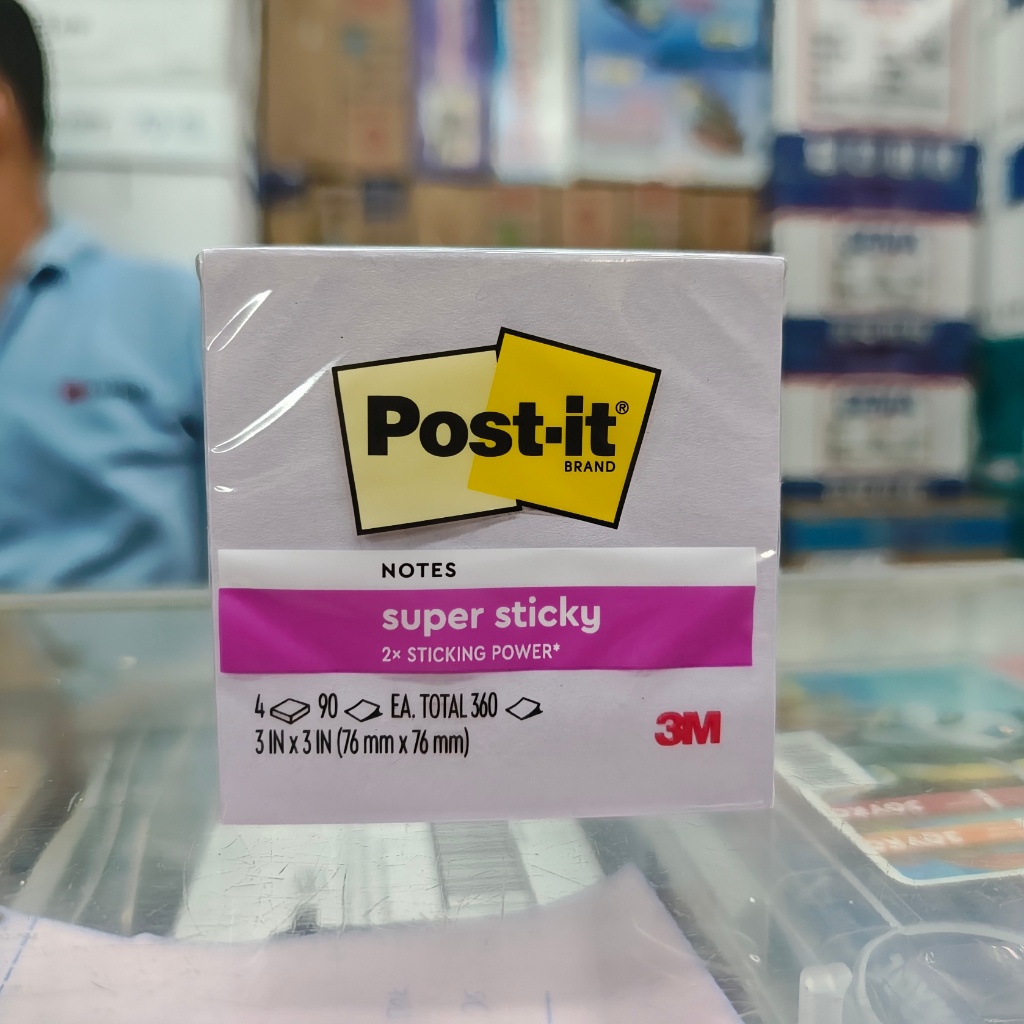 Post-it®
BRAND
NOTES
super sticky
2× STICKING POWER*
4 90 EA. TOTAL 360
3 IN x 3 IN (76 mm x 76 mm)
3M